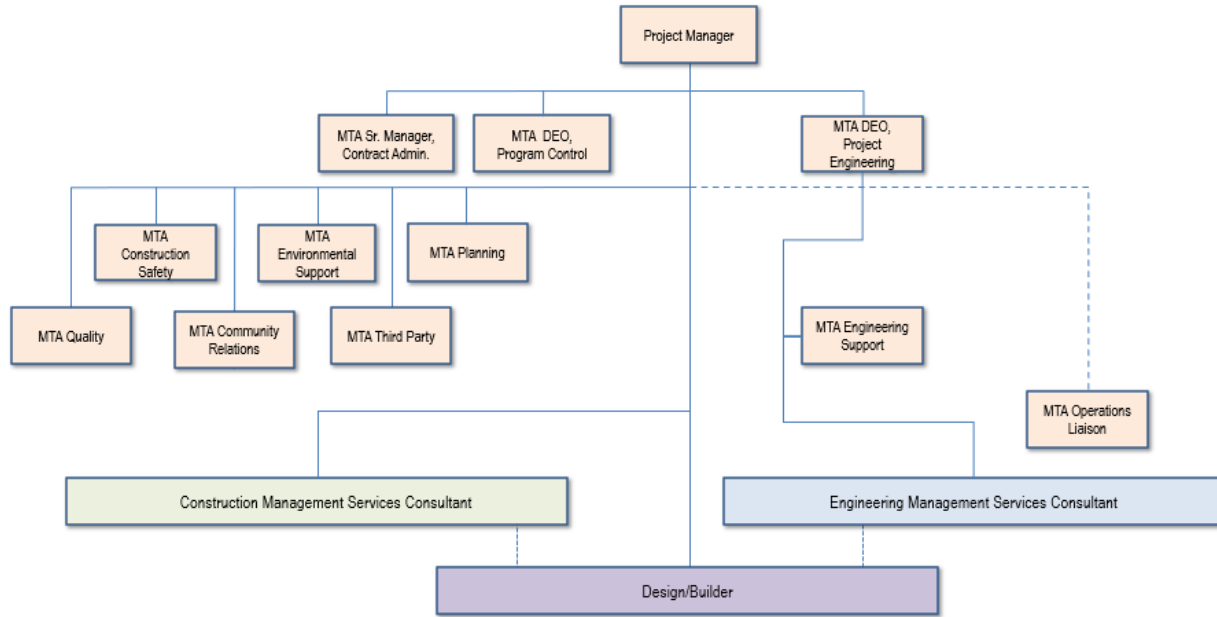 Project Manager
MTA Sr. Manager,
Contract Admin.
MTA DEO,
Program Control
MTA DEO,
Project
Engineering
MTA
Construction
Safety
MTA
Environmental
Support
MTA Planning
MTA Quality
MTA Community
Relations
MTA Third Party
MTA Engineering
Support
MTA Operations
Liaison
Construction Management Services Consultant
Engineering Management Services Consultant
Design/Builder